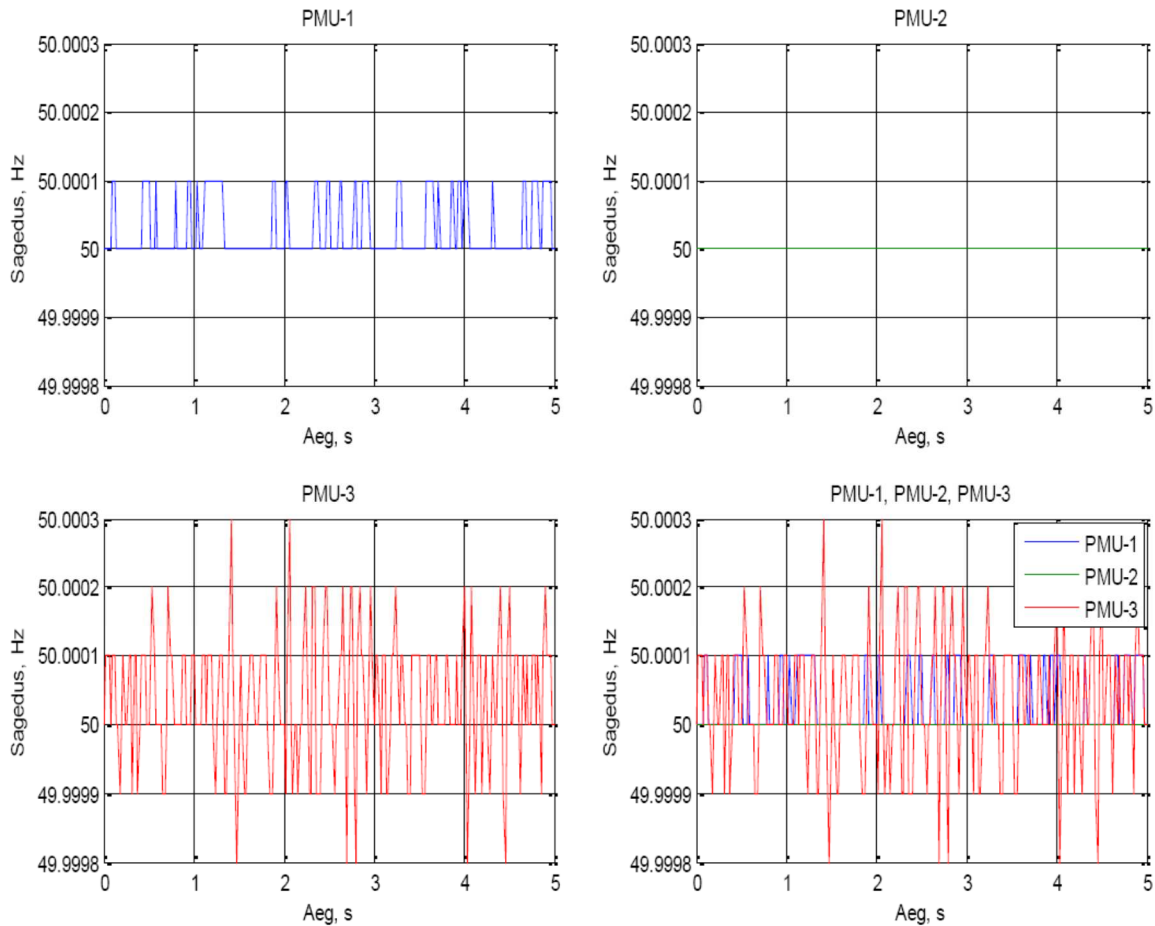 PMU-1
50.0003
50.0002
50.0001
50
49.9999
49.9998
Sagedus, Hz
0 1 2 3 4 5
Aeg, s
PMU-2
50.0003
50.0002
50.0001
50
49.9999
49.9998
Sagedus, Hz
0 1 2 3 4 5
Aeg, s
PMU-3
50.0003
50.0002
50.0001
50
49.9999
49.9998
Sagedus, Hz
0 1 2 3 4 5
Aeg, s
PMU-1, PMU-2, PMU-3
50.0003
50.0002
50.0001
50
49.9999
49.9998
Sagedus, Hz
0 1 2 3 4 5
Aeg, s
PMU-1
PMU-2
PMU-3